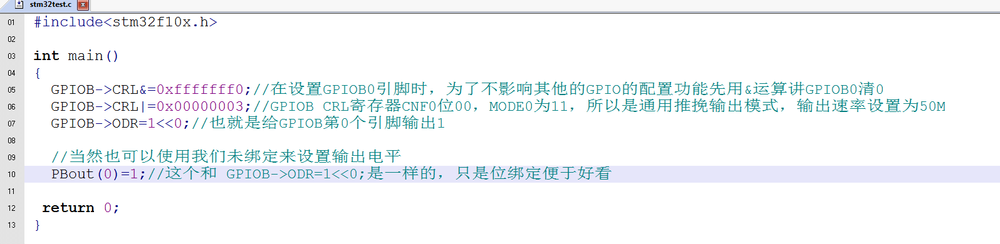 stm32test.c x
01 #include<stm32f10x.h>
02
03 int main()
04 {
05 GPIOB->CRL&=0xfffffff0;//在设置GPIOB0引脚时，为了不影响其他的GPIO的配置功能先用&运算讲GPIOB0清0
06 GPIOB->CRL|=0x00000003;//GPIOB CRL寄存器CNF0位00，MODE0为11，所以是通用推挽输出模式，输出速率设置为50M
07 GPIOB->ODR=1<<0;//也就是给GPIOB第0个引脚输出1
08
09 //当然也可以使用我们未绑定来设置输出电平
10 PBout(0)=1;//这个和 GPIOB->ODR=1<<0;是一样的，只是位绑定便于好看
11
12 return 0;
13 }